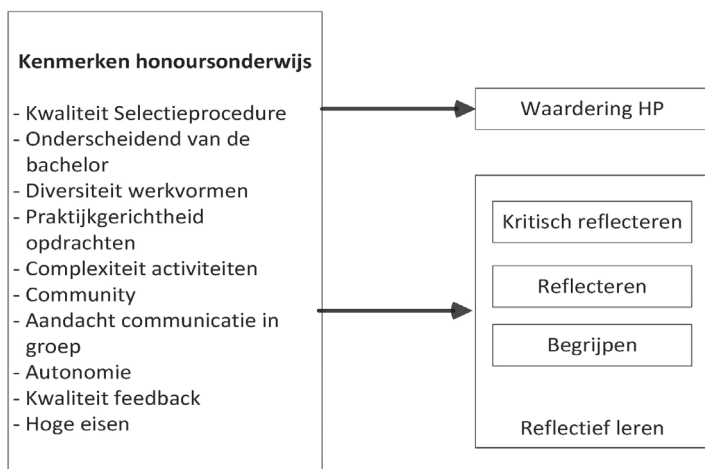 Kenmerken honoursonderwijs
- Kwaliteit Selectieprocedure
- Onderscheidend van de
bachelor
- Diversiteit werkvormen
- Praktijkgerichtheid
opdrachten
- Complexiteit activiteiten
- Community
- Aandacht communicatie in
groep
- Autonomie
- Kwaliteit feedback
- Hoge eisen
Waardering HP
Kritisch reflecteren
Reflecteren
Begrijpen
Reflectief leren